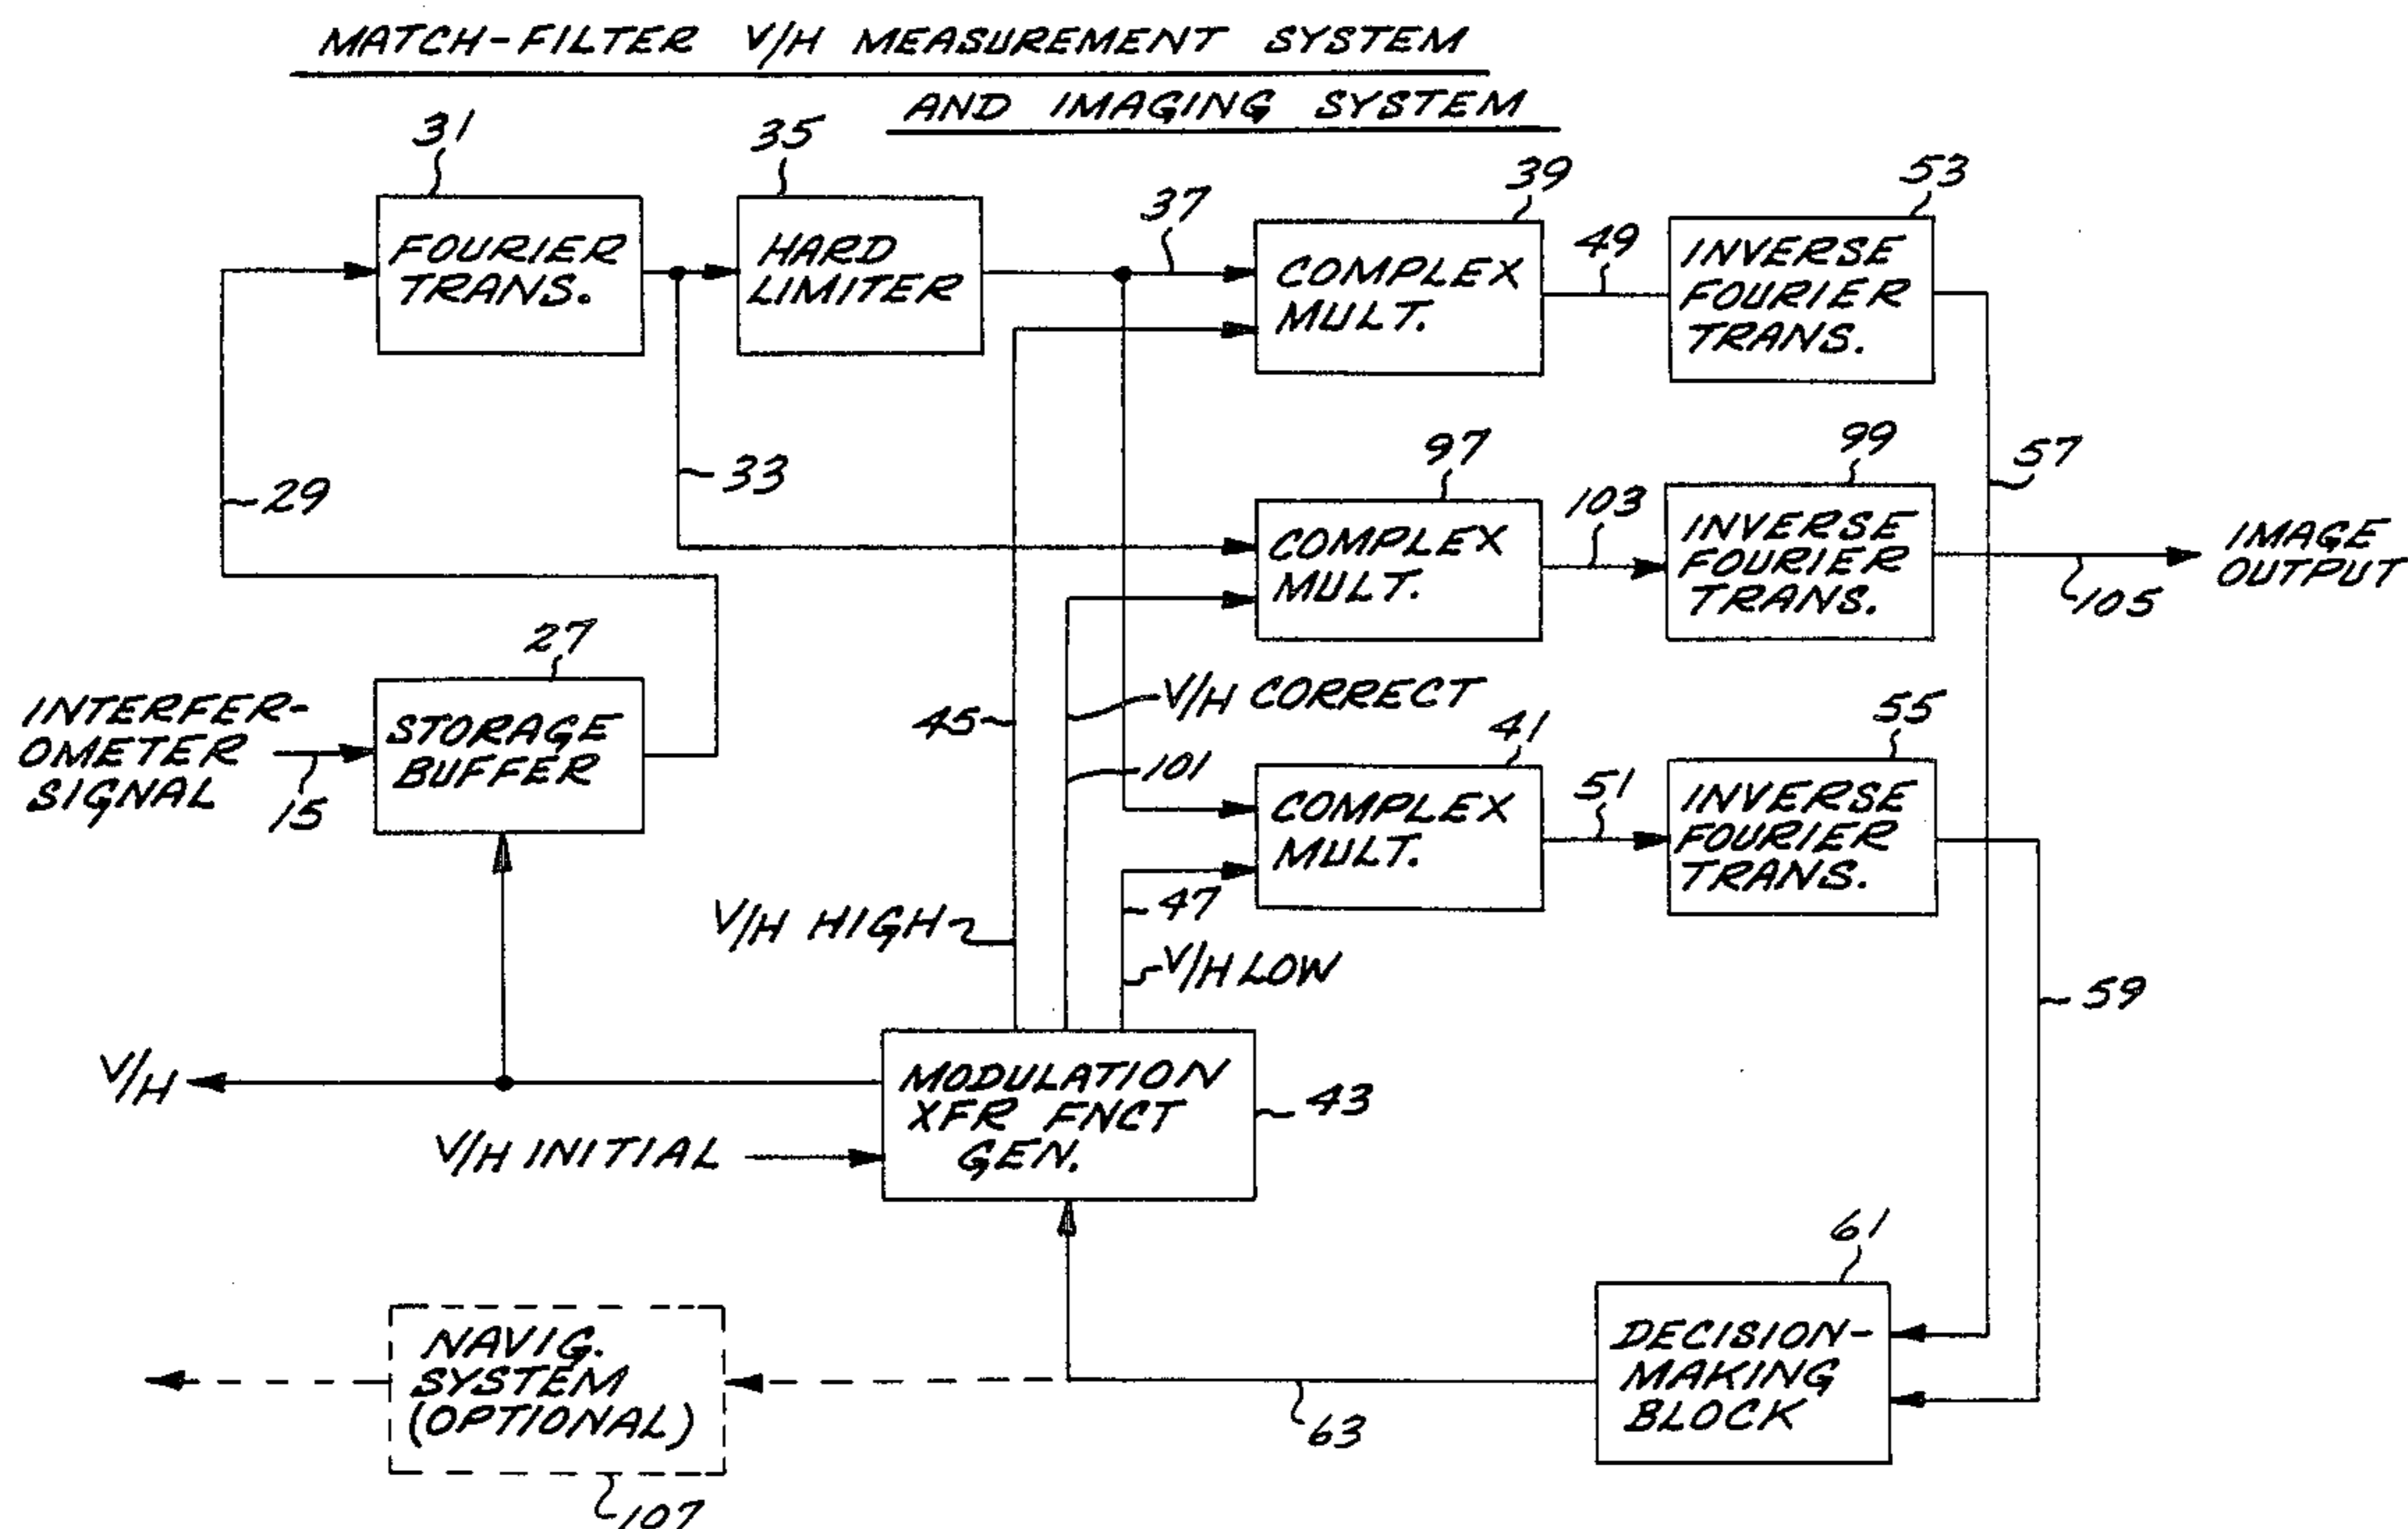 MATCH-FILTER V/H MEASUREMENT SYSTEM
AND IMAGING SYSTEM
31
35
39
53
FOURIER
TRANS.
HARD
LIMITER
37
COMPLEX
MULT.
49
INVERSE
FOURIER
TRANS.
29
33
97
99
57
COMPLEX
MULT.
103
INVERSE
FOURIER
TRANS.
IMAGE
OUTPUT
105
27
INTERFER-
OMETER
SIGNAL
15
STORAGE
BUFFER
45
V/H CORRECT
101
41
55
COMPLEX
MULT.
51
INVERSE
FOURIER
TRANS.
V/H HIGH
47
V/H LOW
59
V/H
MODULATION
XFR FNCT
GEN.
43
V/H INITIAL
61
NAVIG.
SYSTEM
(OPTIONAL)
107
63
DECISION-
MAKING
BLOCK